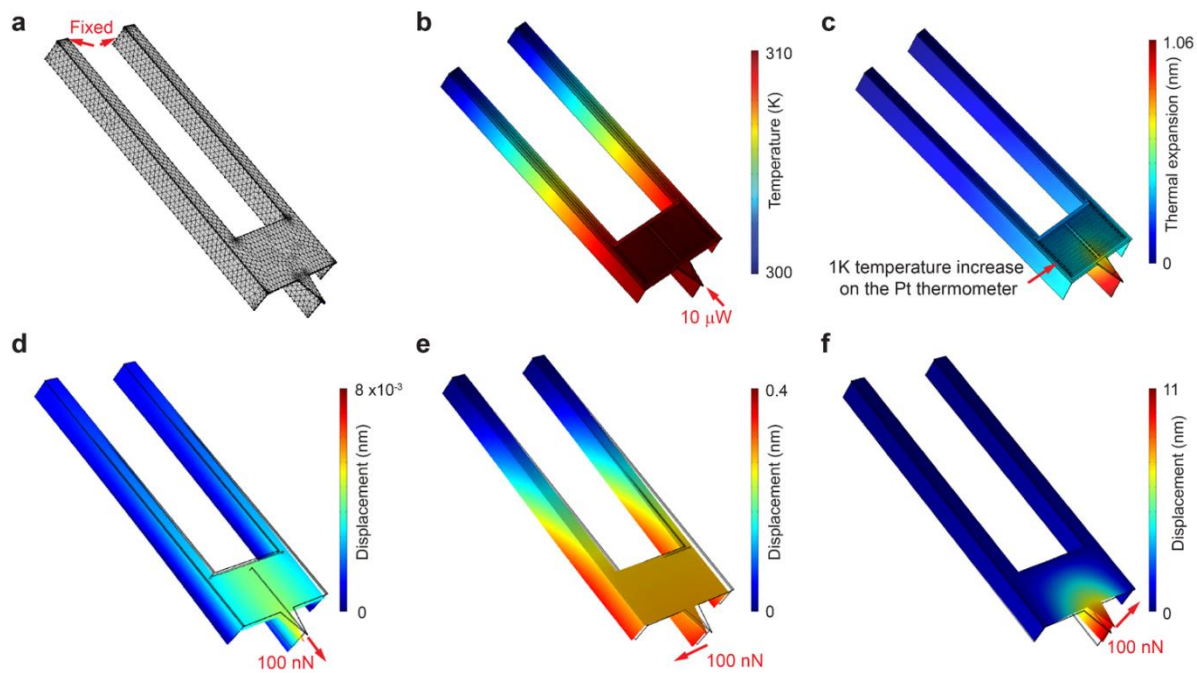 a
Fixed
b
310
Temperature (K)
300
10 μW
c
1.06
Thermal expansion (nm)
0
1K temperature increase
on the Pt thermometer
d
8 x10⁻³
Displacement (nm)
0
100 nN
e
0.4
Displacement (nm)
0
100 nN
f
11
Displacement (nm)
0
100 nN